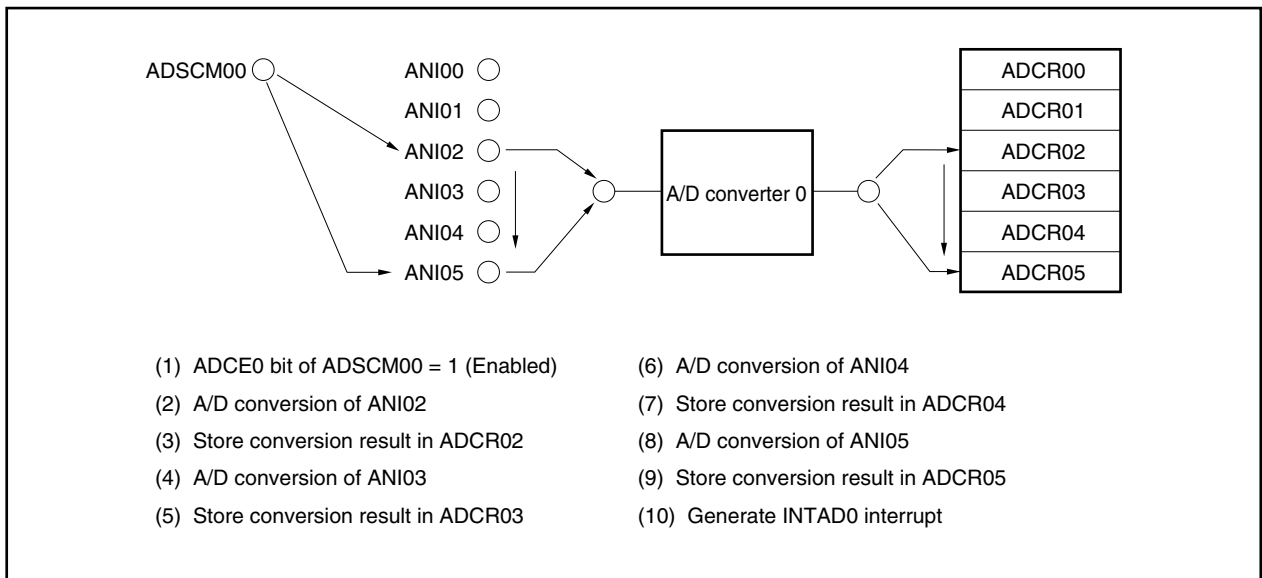 ADSCM00
ANI00
ANI01
ANI02
ANI03
ANI04
ANI05
A/D converter 0
ADCR00
ADCR01
ADCR02
ADCR03
ADCR04
ADCR05
(1) ADCE0 bit of ADSCM00 = 1 (Enabled)
(2) A/D conversion of ANI02
(3) Store conversion result in ADCR02
(4) A/D conversion of ANI03
(5) Store conversion result in ADCR03
(6) A/D conversion of ANI04
(7) Store conversion result in ADCR04
(8) A/D conversion of ANI05
(9) Store conversion result in ADCR05
(10) Generate INTAD0 interrupt